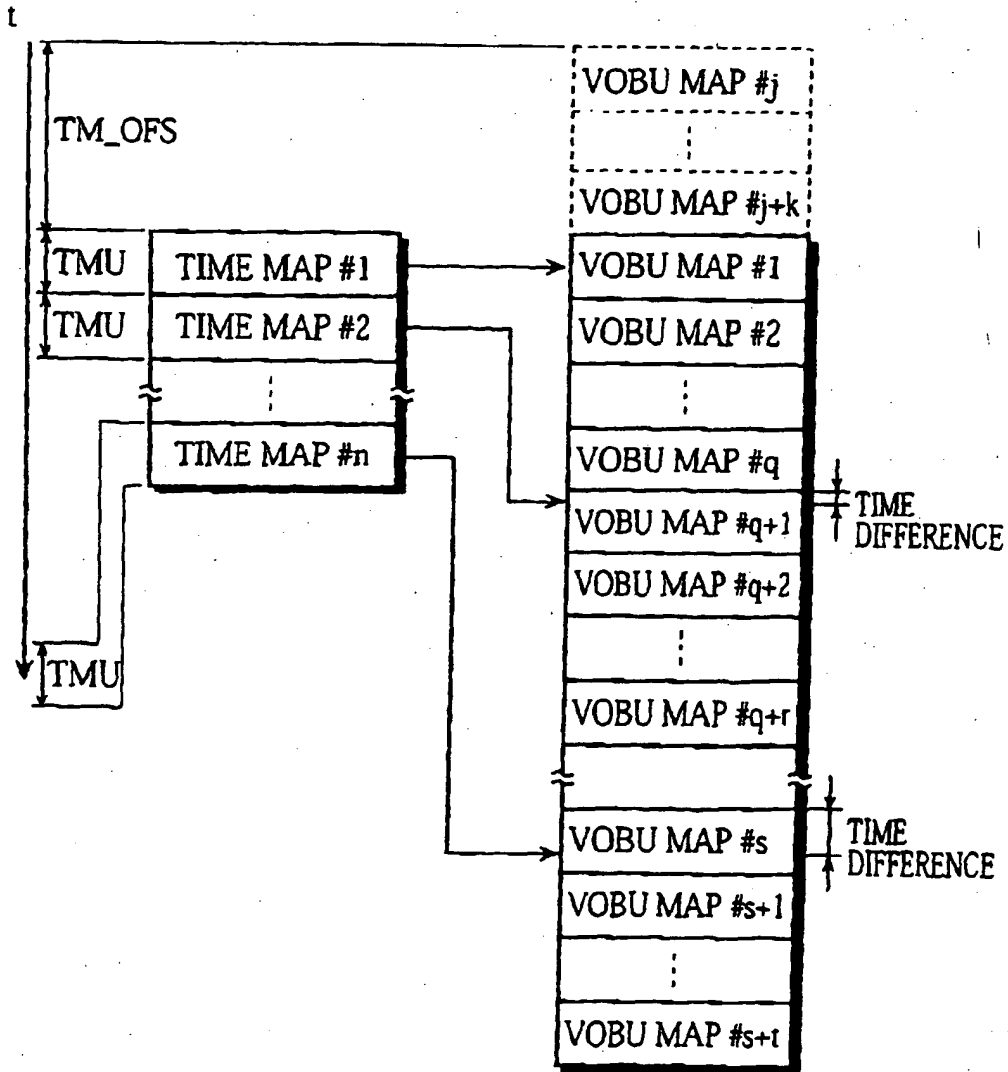 t
TM_OFS
TMU
TMU
TMU
TIME MAP #1
TIME MAP #2
TIME MAP #n
VOBU MAP #j
VOBU MAP #j+k
VOBU MAP #1
VOBU MAP #2
VOBU MAP #q
VOBU MAP #q+1
VOBU MAP #q+2
VOBU MAP #q+r
VOBU MAP #s
VOBU MAP #s+1
VOBU MAP #s+t
TIME
DIFFERENCE
TIME
DIFFERENCE